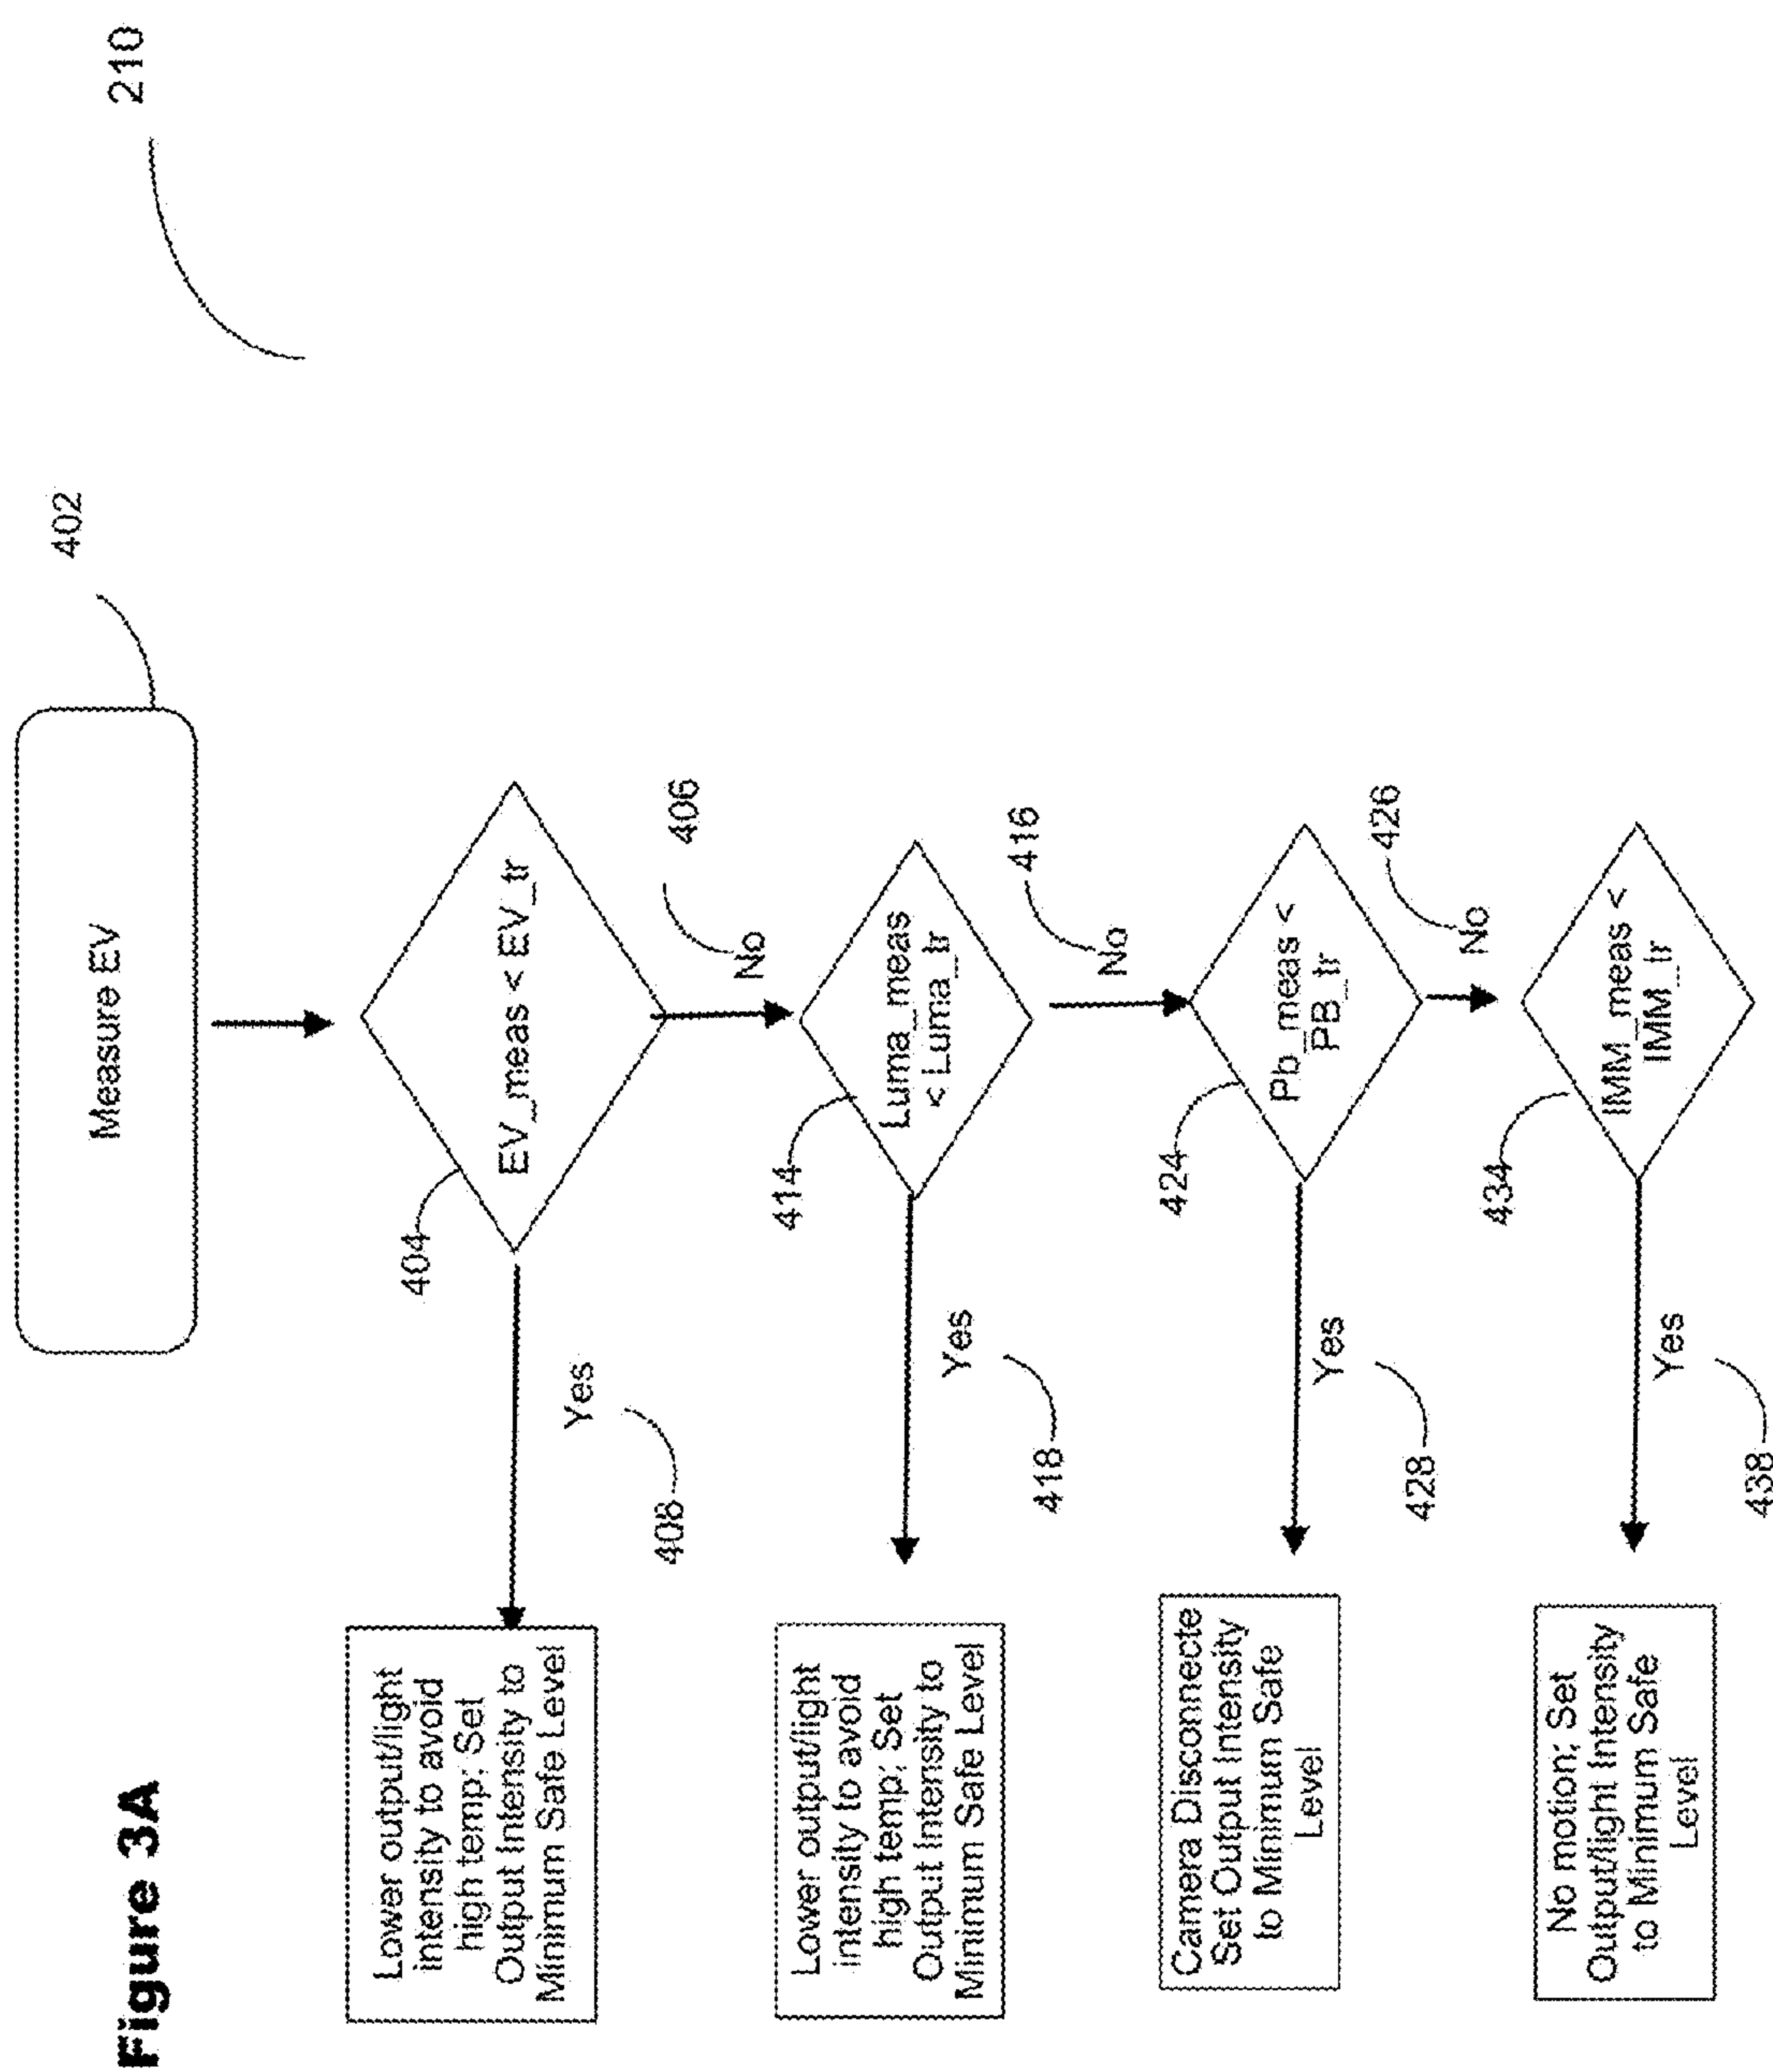 Figure 3A
210
402
Measure EV
404
EV_meas < EV_tr
406
No
Yes
408
Lower output/light
intensity to avoid
high temp; Set
Output Intensity to
Minimum Safe Level
414
Luma_meas
< Luma_tr
416
No
Yes
418
Lower output/light
intensity to avoid
high temp; Set
Output Intensity to
Minimum Safe Level
424
Pb_meas <
PB_tr
426
No
Yes
428
Camera Disconnecte
Set Output Intensity
to Minimum Safe
Level
434
IMM_meas <
IMM_tr
Yes
438
No motion; Set
Output/light Intensity
to Minimum Safe
Level